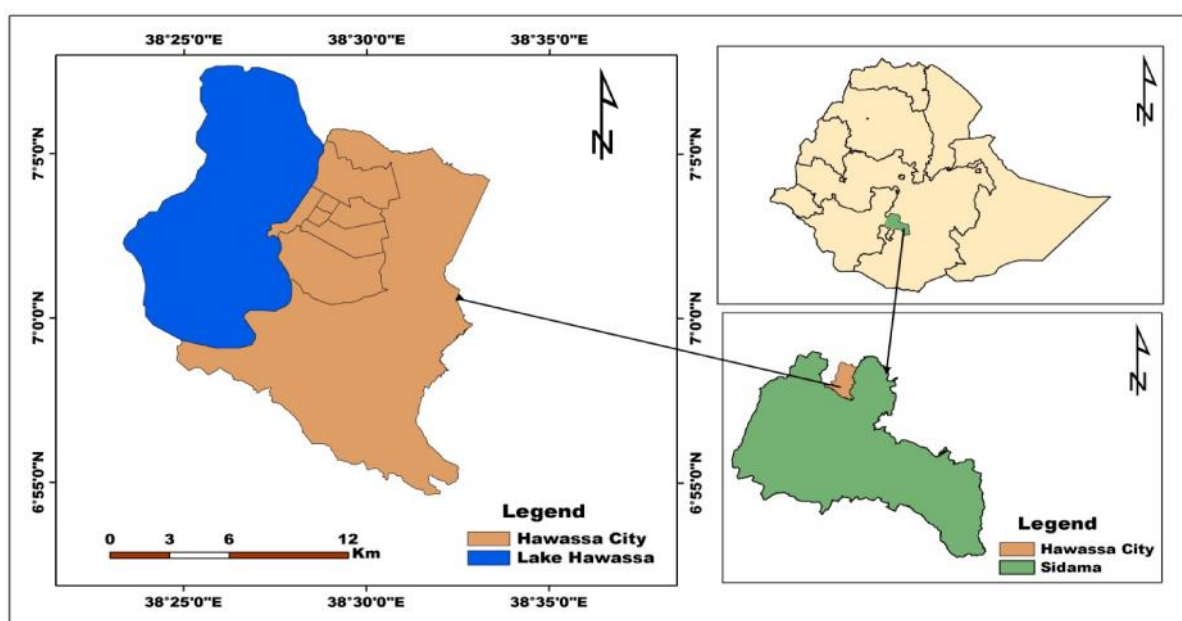 38°25'0"E 38°30'0"E 38°35'0"E
N
7°5'0"N
7°0'0"N
6°55'0"N
Legend
Hawassa City
Lake Hawassa
0 3 6 12
Km
38°25'0"E 38°30'0"E 38°35'0"E
7°5'0"N
7°0'0"N
6°55'0"N
N
N
Legend
Hawassa City
Sidama